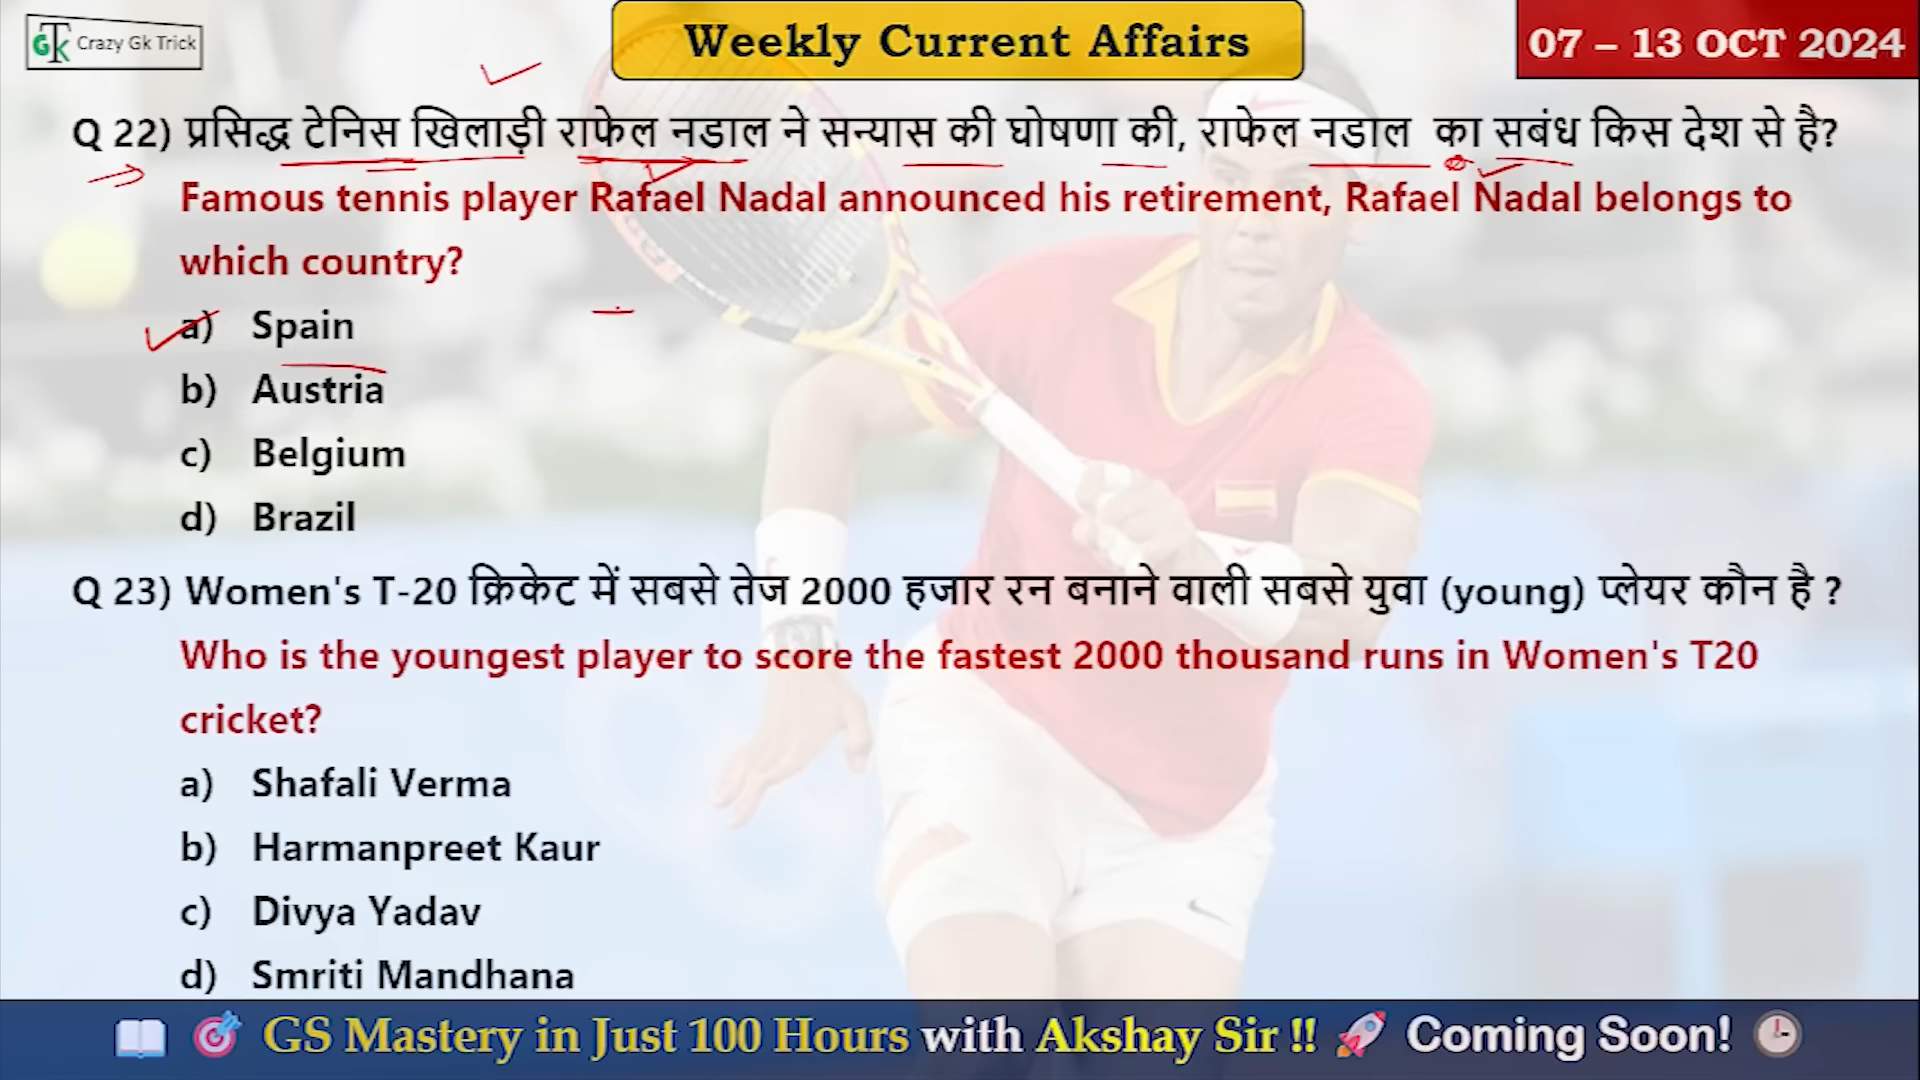 GTK Crazy Gk Trick
Weekly Current Affairs
07 – 13 OCT 2024
Q 22) प्रसिद्ध टेनिस खिलाड़ी राफेल नडाल ने सन्यास की घोषणा की, राफेल नडाल का सबंध किस देश से है?
Famous tennis player Rafael Nadal announced his retirement, Rafael Nadal belongs to
which country?
a) Spain
b) Austria
c) Belgium
d) Brazil
Q 23) Women's T-20 क्रिकेट में सबसे तेज 2000 हजार रन बनाने वाली सबसे युवा (young) प्लेयर कौन है ?
Who is the youngest player to score the fastest 2000 thousand runs in Women's T20
cricket?
a) Shafali Verma
b) Harmanpreet Kaur
c) Divya Yadav
d) Smriti Mandhana
GS Mastery in Just 100 Hours with Akshay Sir !! Coming Soon!